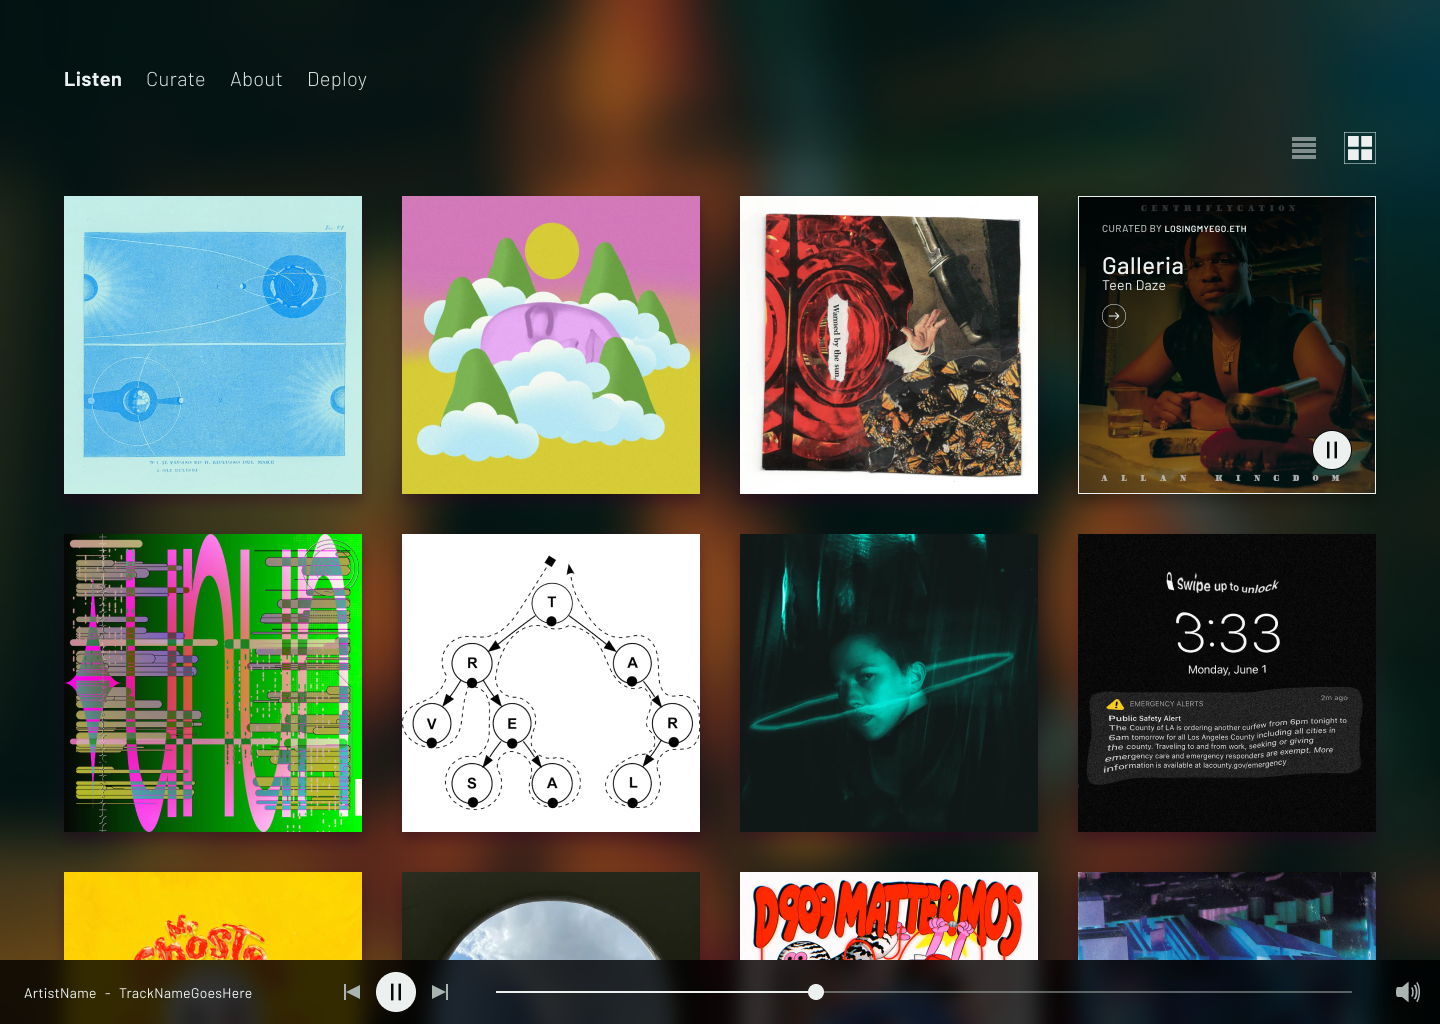 Listen Curate About Deploy
CENTRIFLYCATION
CURATED BY LOSINGMYEGO.ETH
Galleria
Teen Daze
ALLAN KINGDOM
Warmed by the sun.
T
R A
V E R
S A L
Swipe up to unlock
3:33
Monday, June 1
EMERGENCY ALERTS 2m ago
Public Safety Alert
The County of LA is ordering another curfew from 6pm tonight to
6am tomorrow for all Los Angeles County including all cities in
the county. Traveling to and from work, seeking or giving
emergency care and emergency responders are exempt. More
information is available at lacounty.gov/emergency
D909 MATTERMOS
ArtistName - TrackNameGoesHere